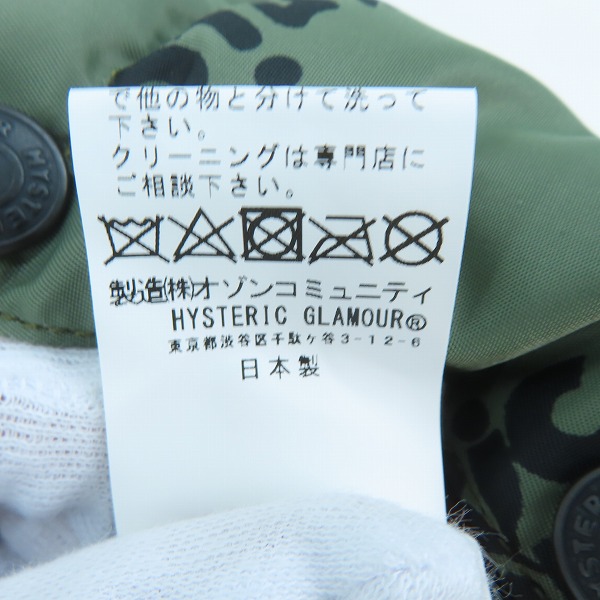 で他の物と分けて洗って
下さい。
クリーニングは専門店に
ご相談下さい。
製造(株)オゾンコミュニティ
HYSTERIC GLAMOUR®
東京都渋谷区千駄ヶ谷3-12-6
日本製
HYSTER